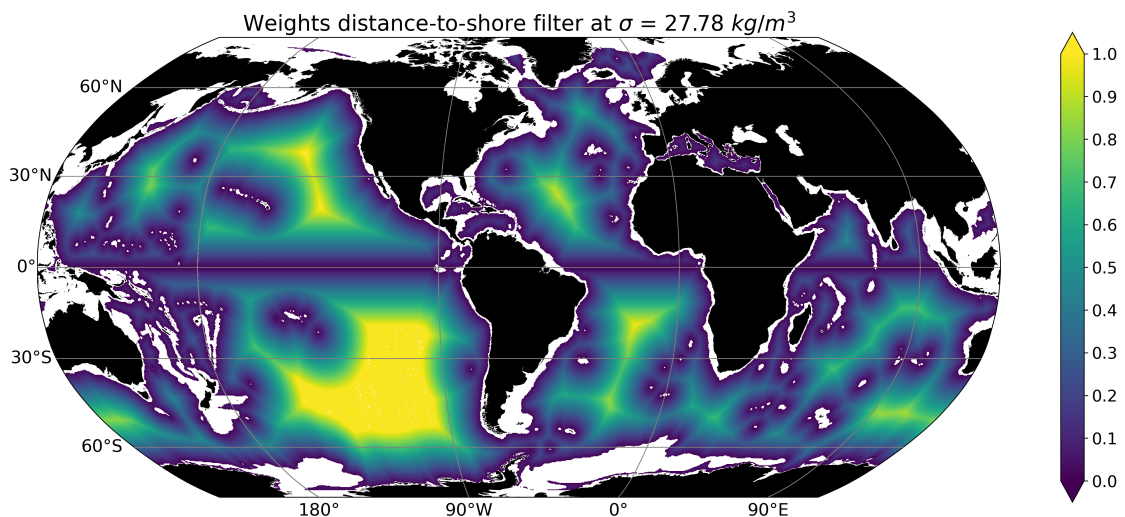 Weights distance-to-shore filter at σ = 27.78 kg/m³
60°N
30°N
0°
30°S
60°S
180°
90°W
0°
90°E
1.0
0.9
0.8
0.7
0.6
0.5
0.4
0.3
0.2
0.1
0.0